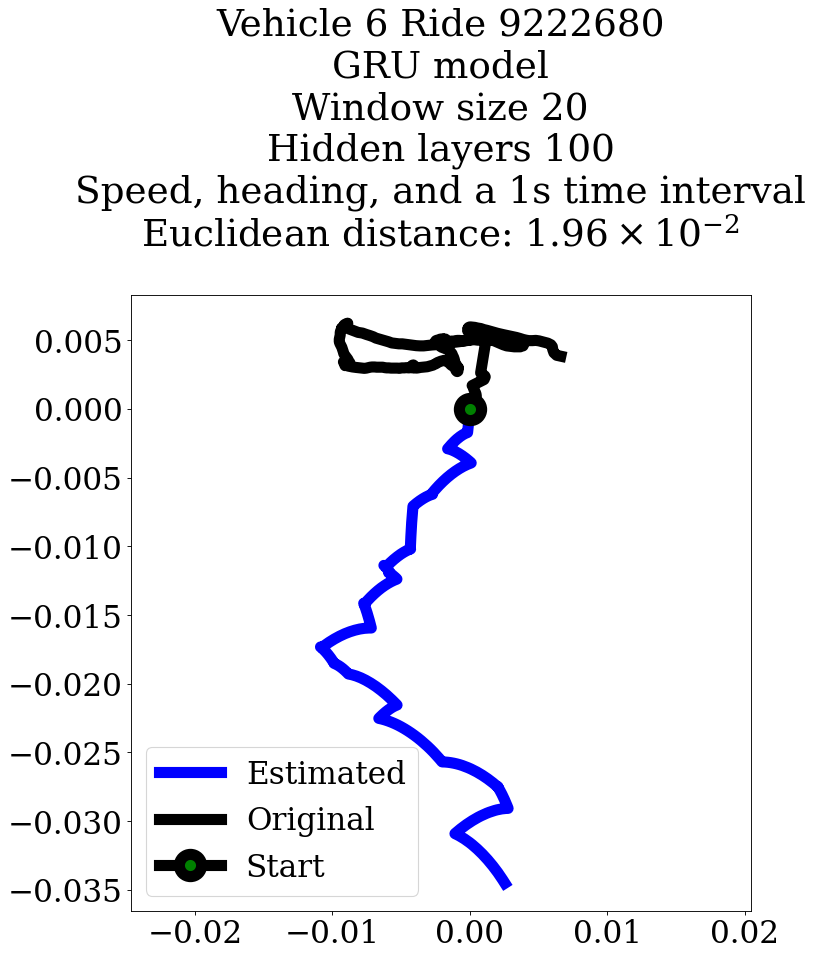 Vehicle 6 Ride 9222680
GRU model
Window size 20
Hidden layers 100
Speed, heading, and a 1s time interval
Euclidean distance: 1.96 × 10⁻²
0.005
0.000
−0.005
−0.010
−0.015
−0.020
−0.025
−0.030
−0.035
Estimated
Original
Start
−0.02 −0.01 0.00 0.01 0.02